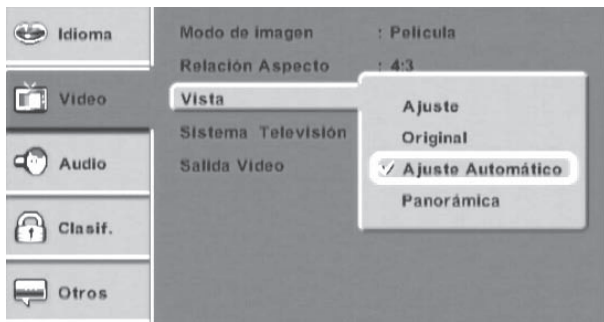 Idioma
Video
Audio
Clasif.
Otros
Modo de imagen : Pelicula
Relación Aspecto : 4:3
Vista
Sistema Televisión
Salida Video
Ajuste
Original
✓ Ajuste Automático
Panorámica